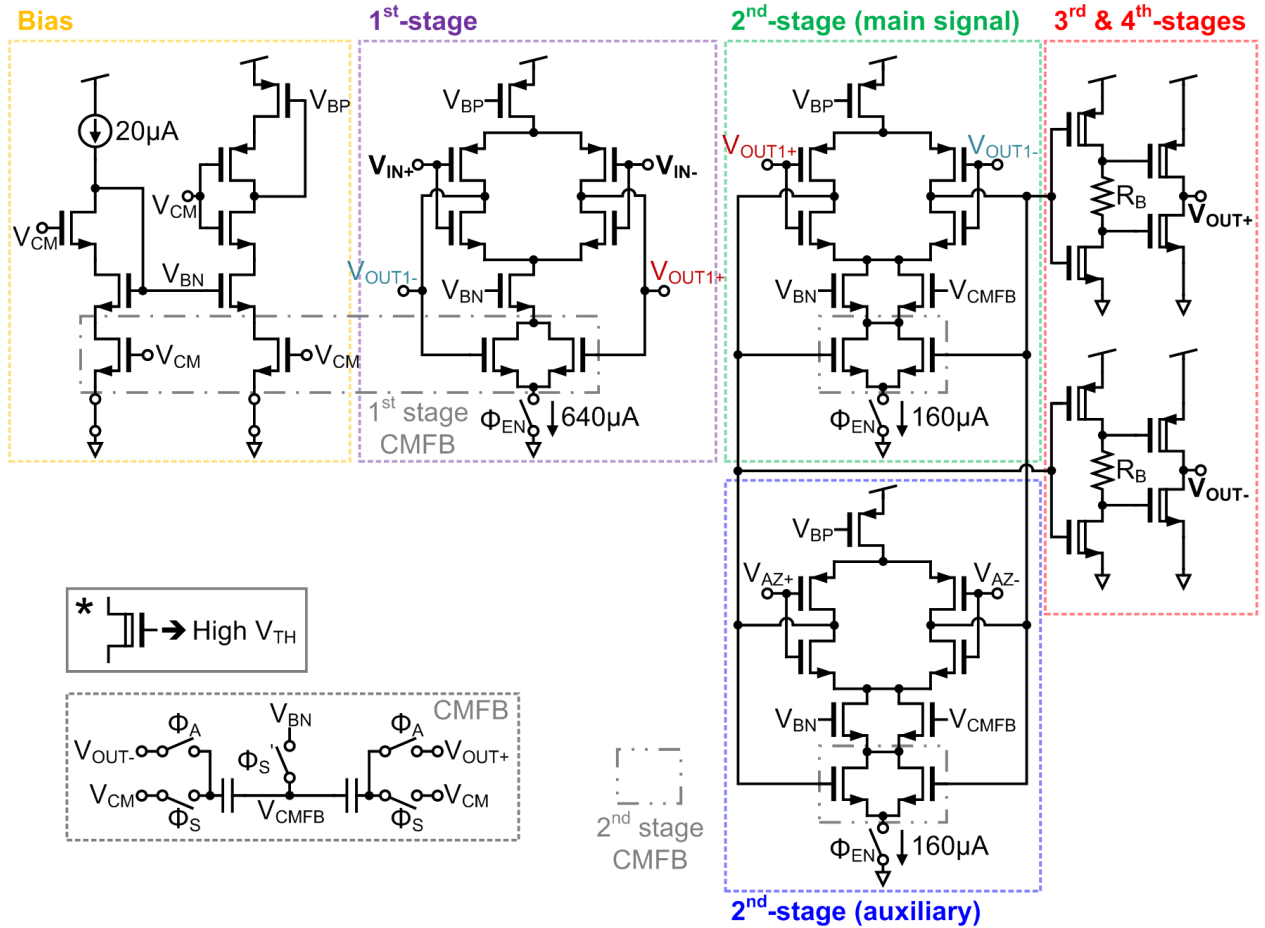 Bias
1st-stage
2nd-stage (main signal)
3rd & 4th-stages
20µA
VBP
VCM
VCM
VBN
VCM
VCM
VBP
VIN+
VIN-
VOUT1-
VBN
VOUT1+
1st stage
CMFB
ΦEN
640µA
VBP
VOUT1+
VOUT1-
VBN
VCMFB
ΦEN
160µA
RB
VOUT+
RB
VOUT-
VBP
VAZ+
VAZ-
VBN
VCMFB
ΦEN
160µA
2nd-stage (auxiliary)
* High VTH
CMFB
VBN
ΦA
ΦA
VOUT-
ΦS'
VOUT+
VCM
VCM
ΦS
VCMFB
ΦS
2nd stage
CMFB